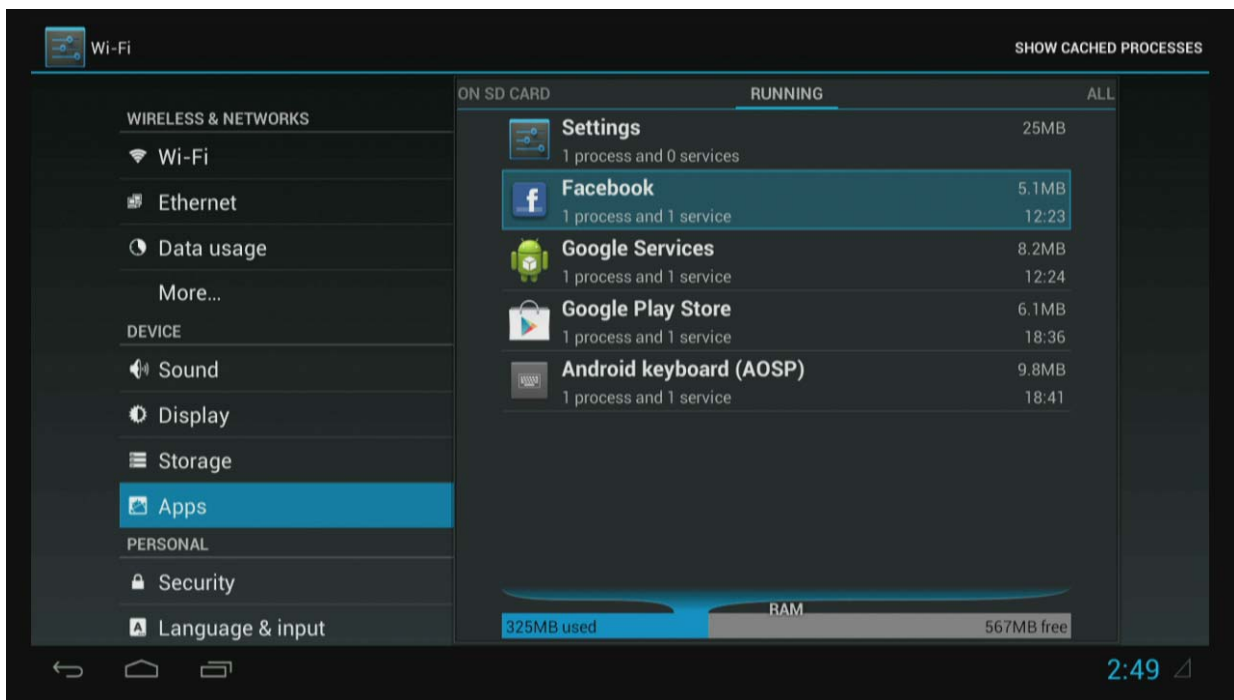 Wi-Fi
SHOW CACHED PROCESSES
WIRELESS & NETWORKS
Wi-Fi
Ethernet
Data usage
More...
DEVICE
Sound
Display
Storage
Apps
PERSONAL
Security
Language & input
ON SD CARD RUNNING ALL
Settings 25MB
1 process and 0 services
Facebook 5.1MB
1 process and 1 service 12:23
Google Services 8.2MB
1 process and 1 service 12:24
Google Play Store 6.1MB
1 process and 1 service 18:36
Android keyboard (AOSP) 9.8MB
1 process and 1 service 18:41
RAM
325MB used 567MB free
2:49